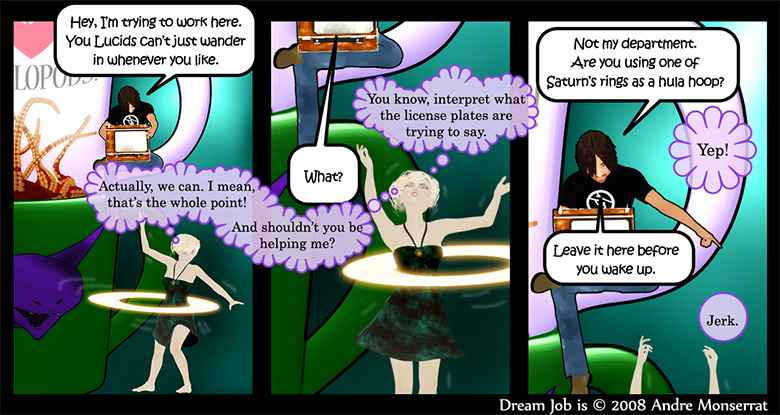 Hey, I'm trying to work here.
You Lucids can't just wander
in whenever you like.
LOPODS!
Actually, we can. I mean,
that's the whole point!
And shouldn't you be
helping me?
What?
You know, interpret what
the license plates are
trying to say.
Not my department.
Are you using one of
Saturn's rings as a hula hoop?
Yep!
Leave it here before
you wake up.
Jerk.
Dream Job is © 2008 Andre Monserrat